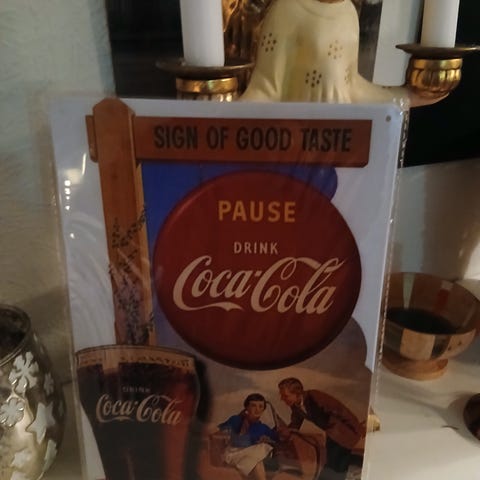 SIGN OF GOOD TASTE
PAUSE
DRINK
Coca-Cola
DRINK
Coca-Cola